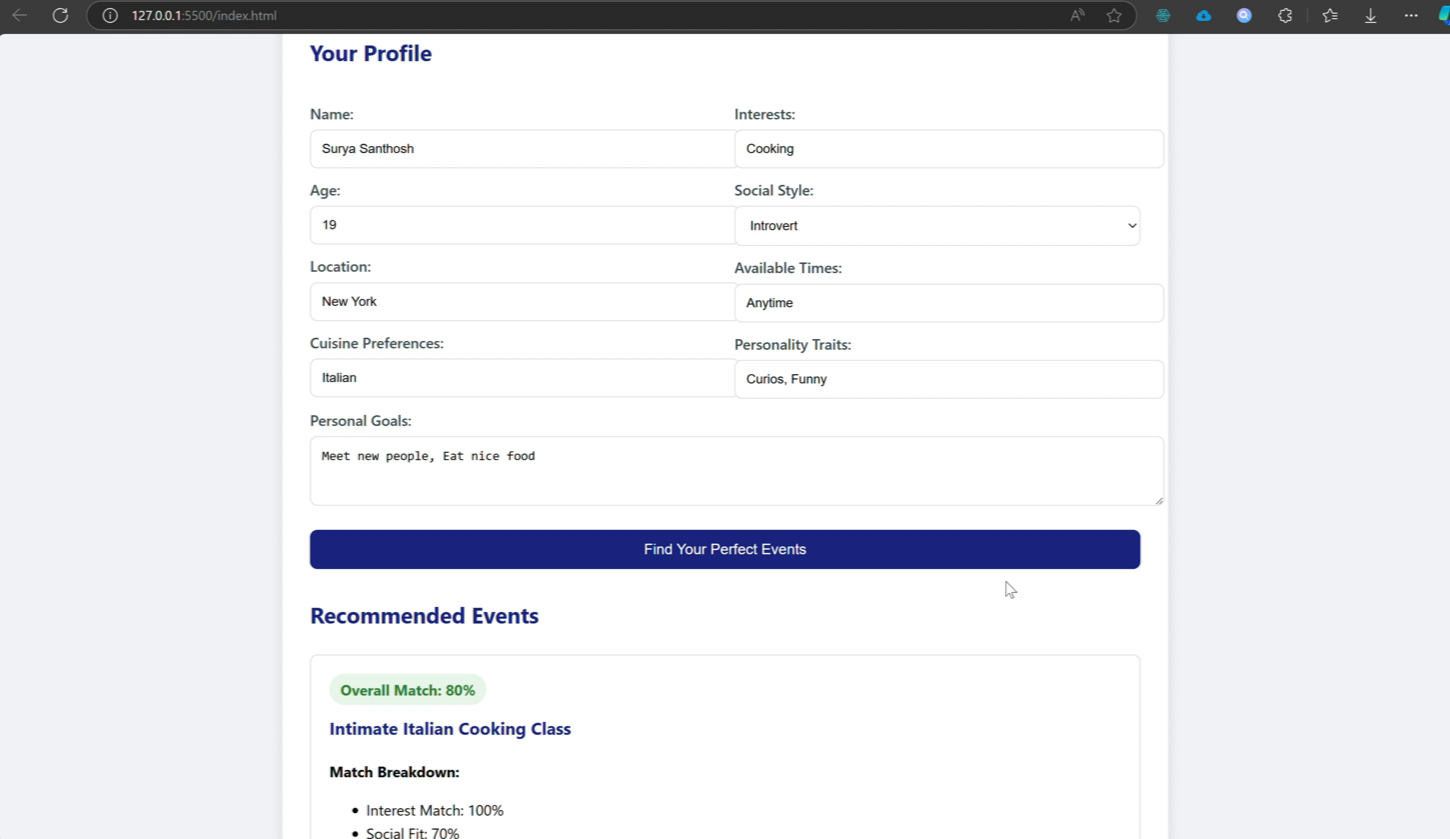 127.0.0.1:5500/index.html
Your Profile
Name:
Surya Santhosh
Interests:
Cooking
Age:
19
Social Style:
Introvert
Location:
New York
Available Times:
Anytime
Cuisine Preferences:
Italian
Personality Traits:
Curios, Funny
Personal Goals:
Meet new people, Eat nice food
Find Your Perfect Events
Recommended Events
Overall Match: 80%
Intimate Italian Cooking Class
Match Breakdown:
• Interest Match: 100%
• Social Fit: 70%